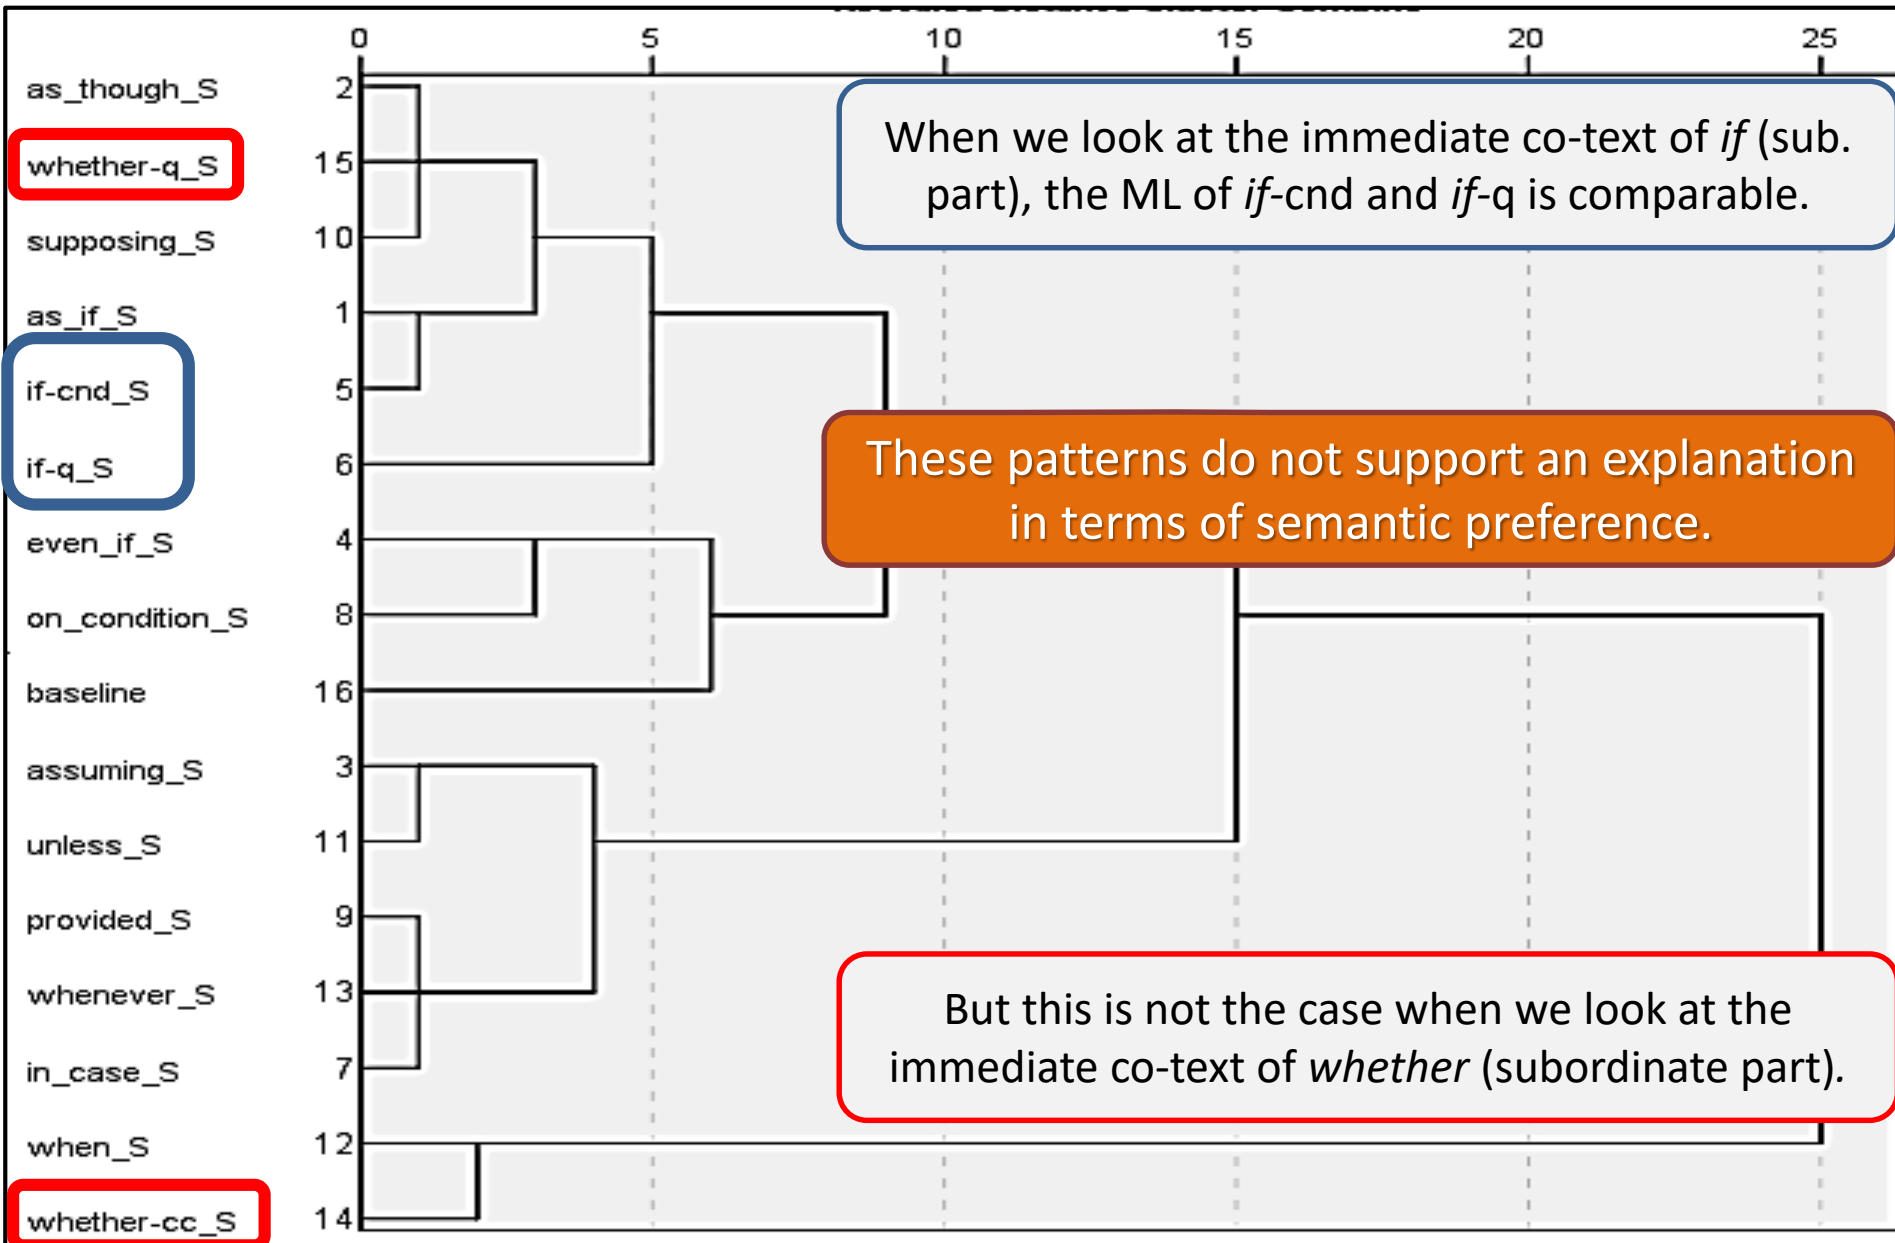 0 5 10 15 20 25
as_though_S 2
whether-q_S 15
supposing_S 10
as_if_S 1
if-cnd_S 5
if-q_S 6
even_if_S 4
on_condition_S 8
baseline 16
assuming_S 3
unless_S 11
provided_S 9
whenever_S 13
in_case_S 7
when_S 12
whether-cc_S 14
When we look at the immediate co-text of if (sub.
part), the ML of if-cnd and if-q is comparable.
These patterns do not support an explanation
in terms of semantic preference.
But this is not the case when we look at the
immediate co-text of whether (subordinate part).